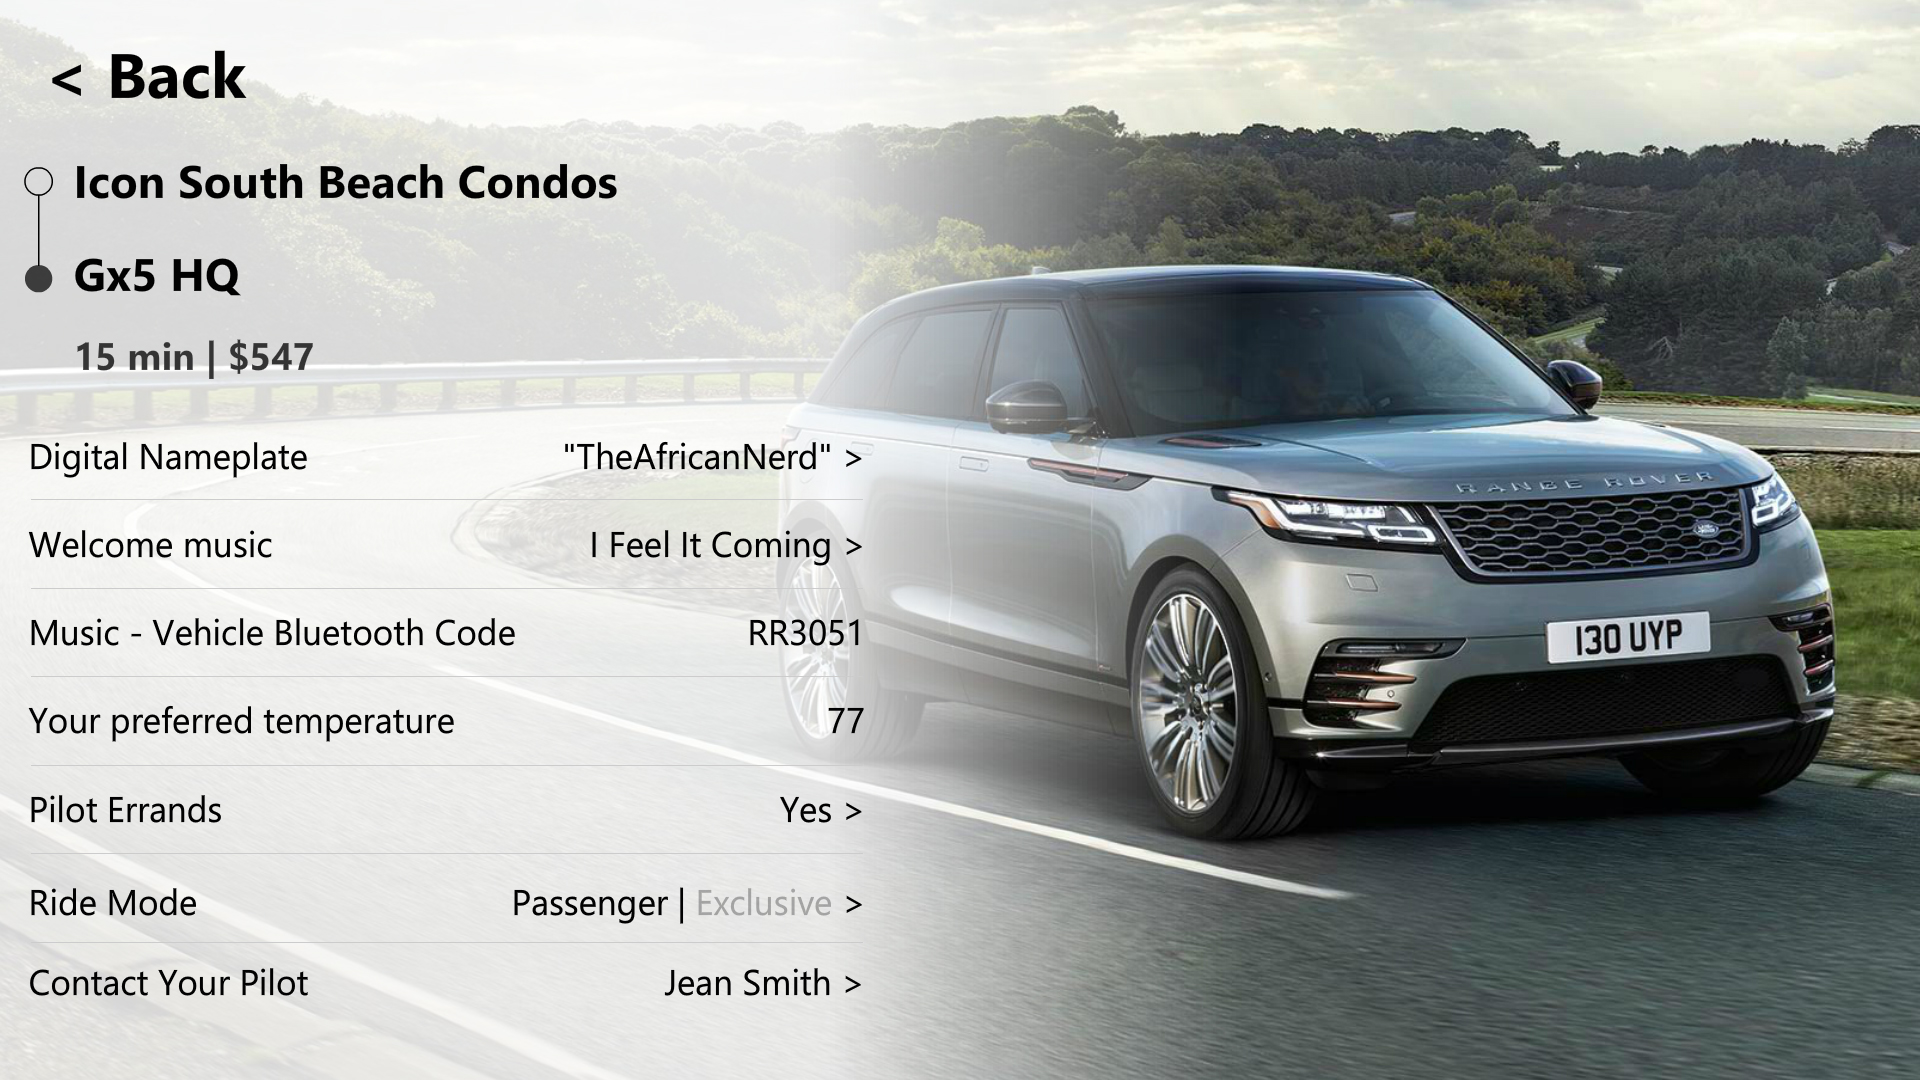 < Back
Icon South Beach Condos
Gx5 HQ
15 min | $547
Digital Nameplate "TheAfricanNerd" >
Welcome music I Feel It Coming >
Music - Vehicle Bluetooth Code RR3051
Your preferred temperature 77
Pilot Errands Yes >
Ride Mode Passenger | Exclusive >
Contact Your Pilot Jean Smith >
RANGE ROVER
130 UYP